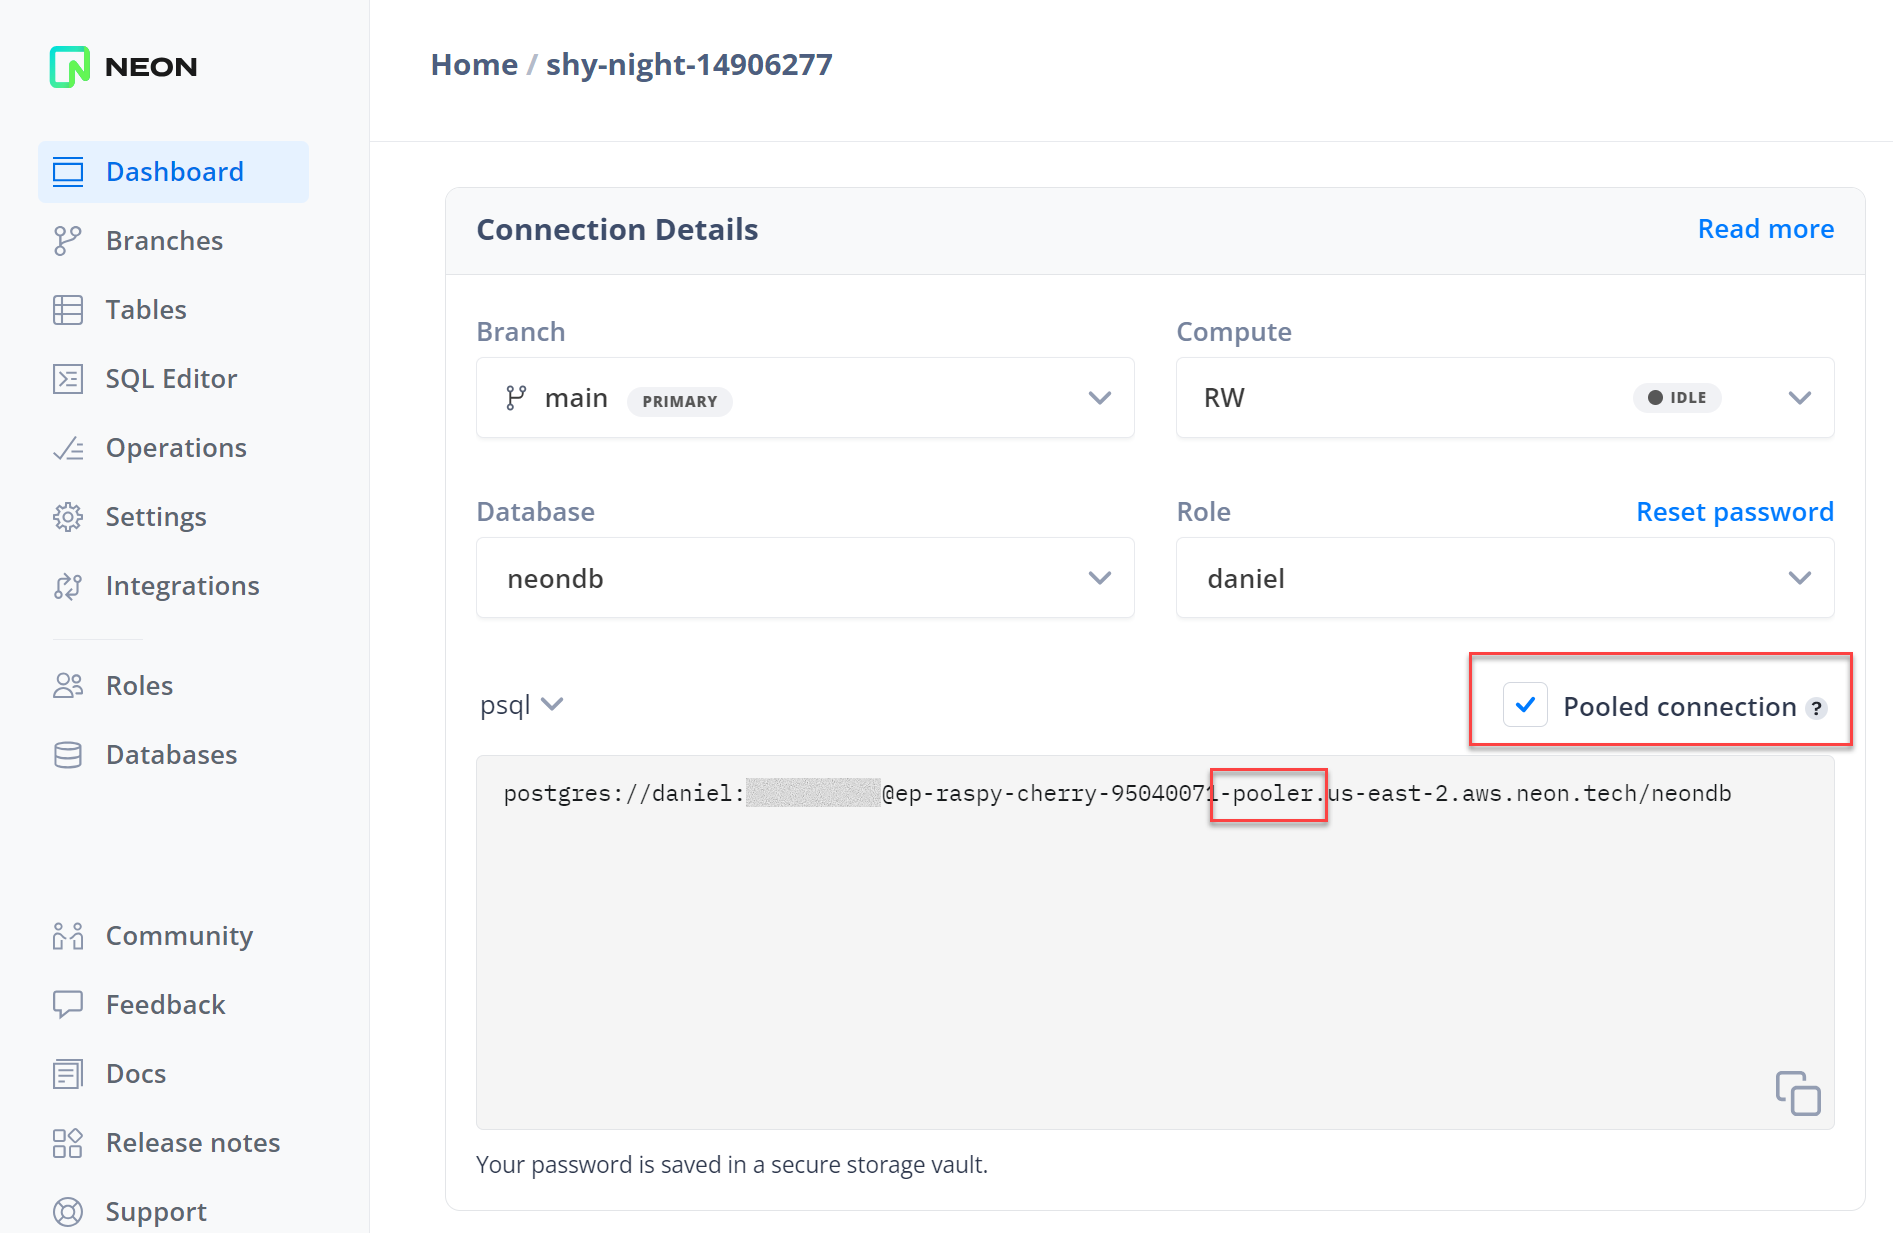 NEON
Home / shy-night-14906277
Dashboard
Branches
Tables
SQL Editor
Operations
Settings
Integrations
Roles
Databases
Community
Feedback
Docs
Release notes
Support
Connection Details
Read more
Branch
main PRIMARY
Compute
RW IDLE
Database
neondb
Role
Reset password
daniel
psql
Pooled connection ?
postgres://daniel:
@ep-raspy-cherry-95040071-pooler.us-east-2.aws.neon.tech/neondb
Your password is saved in a secure storage vault.